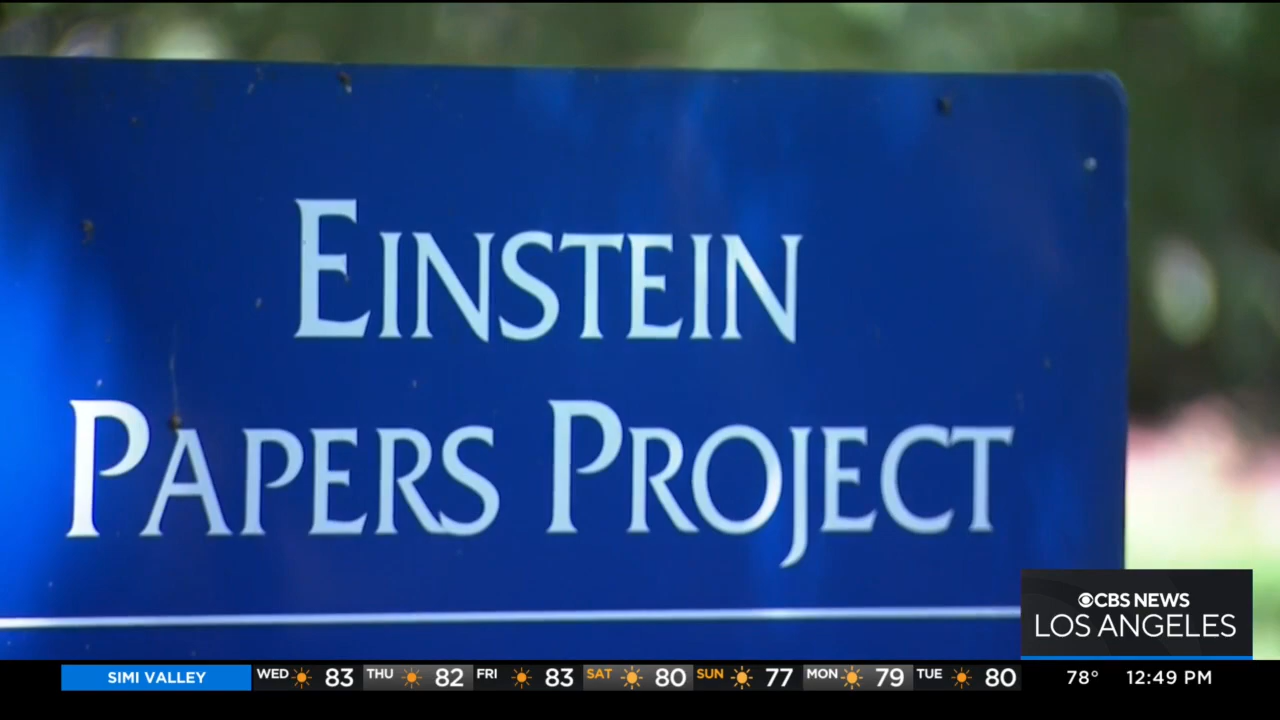 EINSTEIN
PAPERS PROJECT
CBS NEWS
LOS ANGELES
SIMI VALLEY WED 83 THU 82 FRI 83 SAT 80 SUN 77 MON 79 TUE 80 78° 12:49 PM